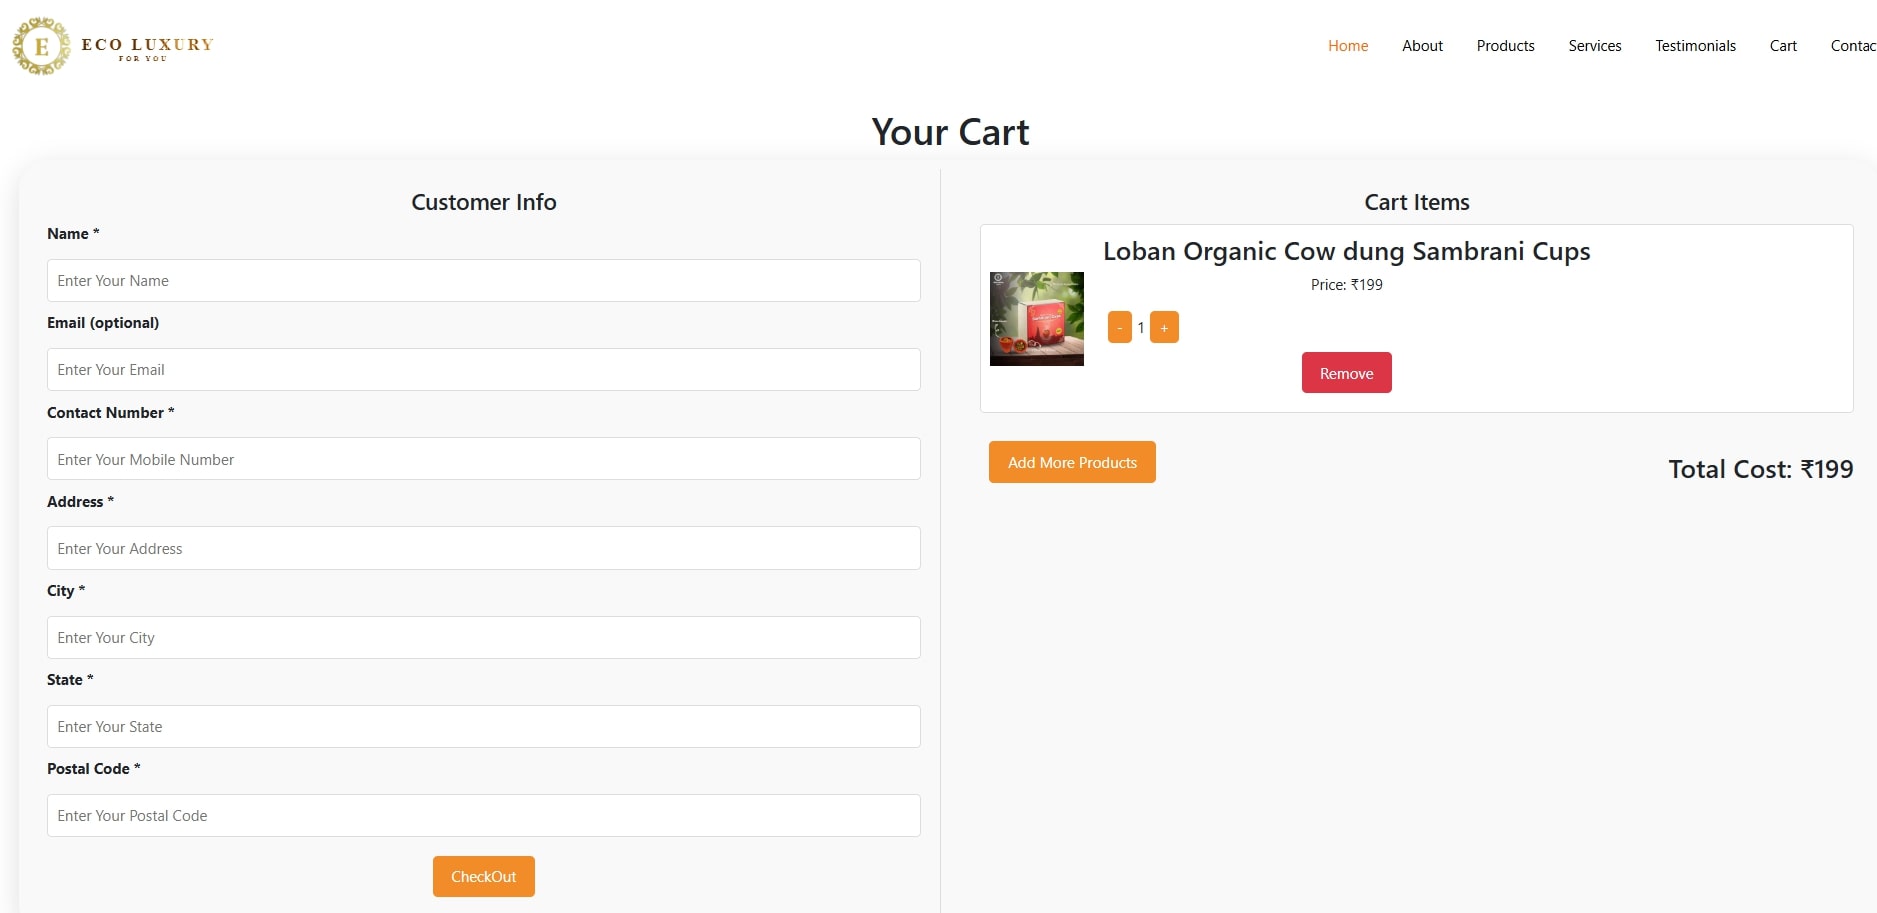 E
ECO LUXURY
FOR YOU
Home
About
Products
Services
Testimonials
Cart
Contac
Your Cart
Customer Info
Name *
Enter Your Name
Email (optional)
Enter Your Email
Contact Number *
Enter Your Mobile Number
Address *
Enter Your Address
City *
Enter Your City
State *
Enter Your State
Postal Code *
Enter Your Postal Code
CheckOut
Cart Items
Loban Organic Cow dung Sambrani Cups
Price: ₹199
- 1 +
Remove
Add More Products
Total Cost: ₹199